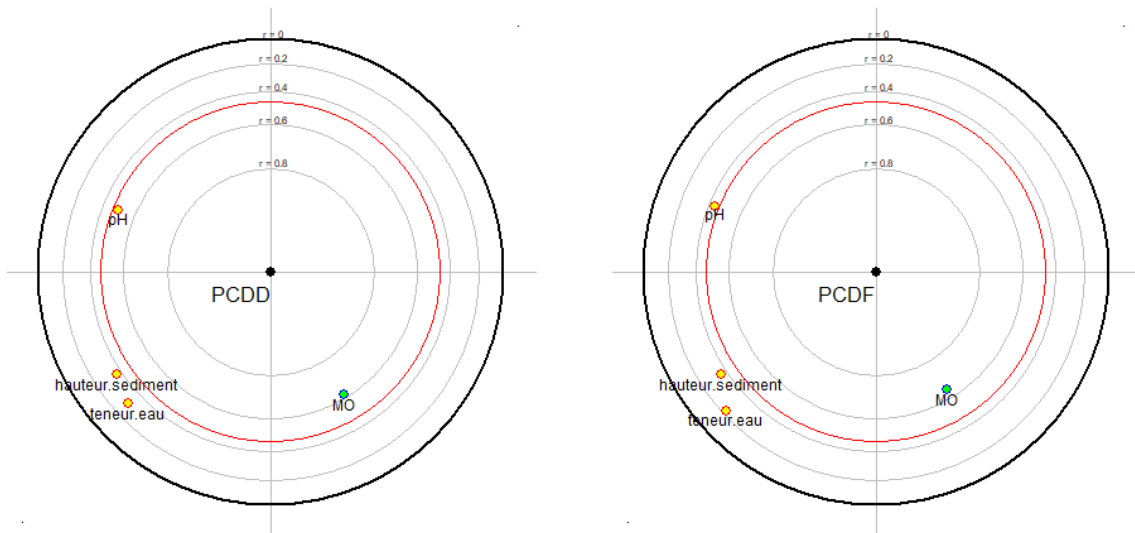 r = 0
r = 0.2
r = 0.4
r = 0.6
r = 0.8
pH
PCDD
hauteur.sediment
teneur.eau
MO
r = 0
r = 0.2
r = 0.4
r = 0.6
r = 0.8
pH
PCDF
hauteur.sediment
teneur.eau
MO